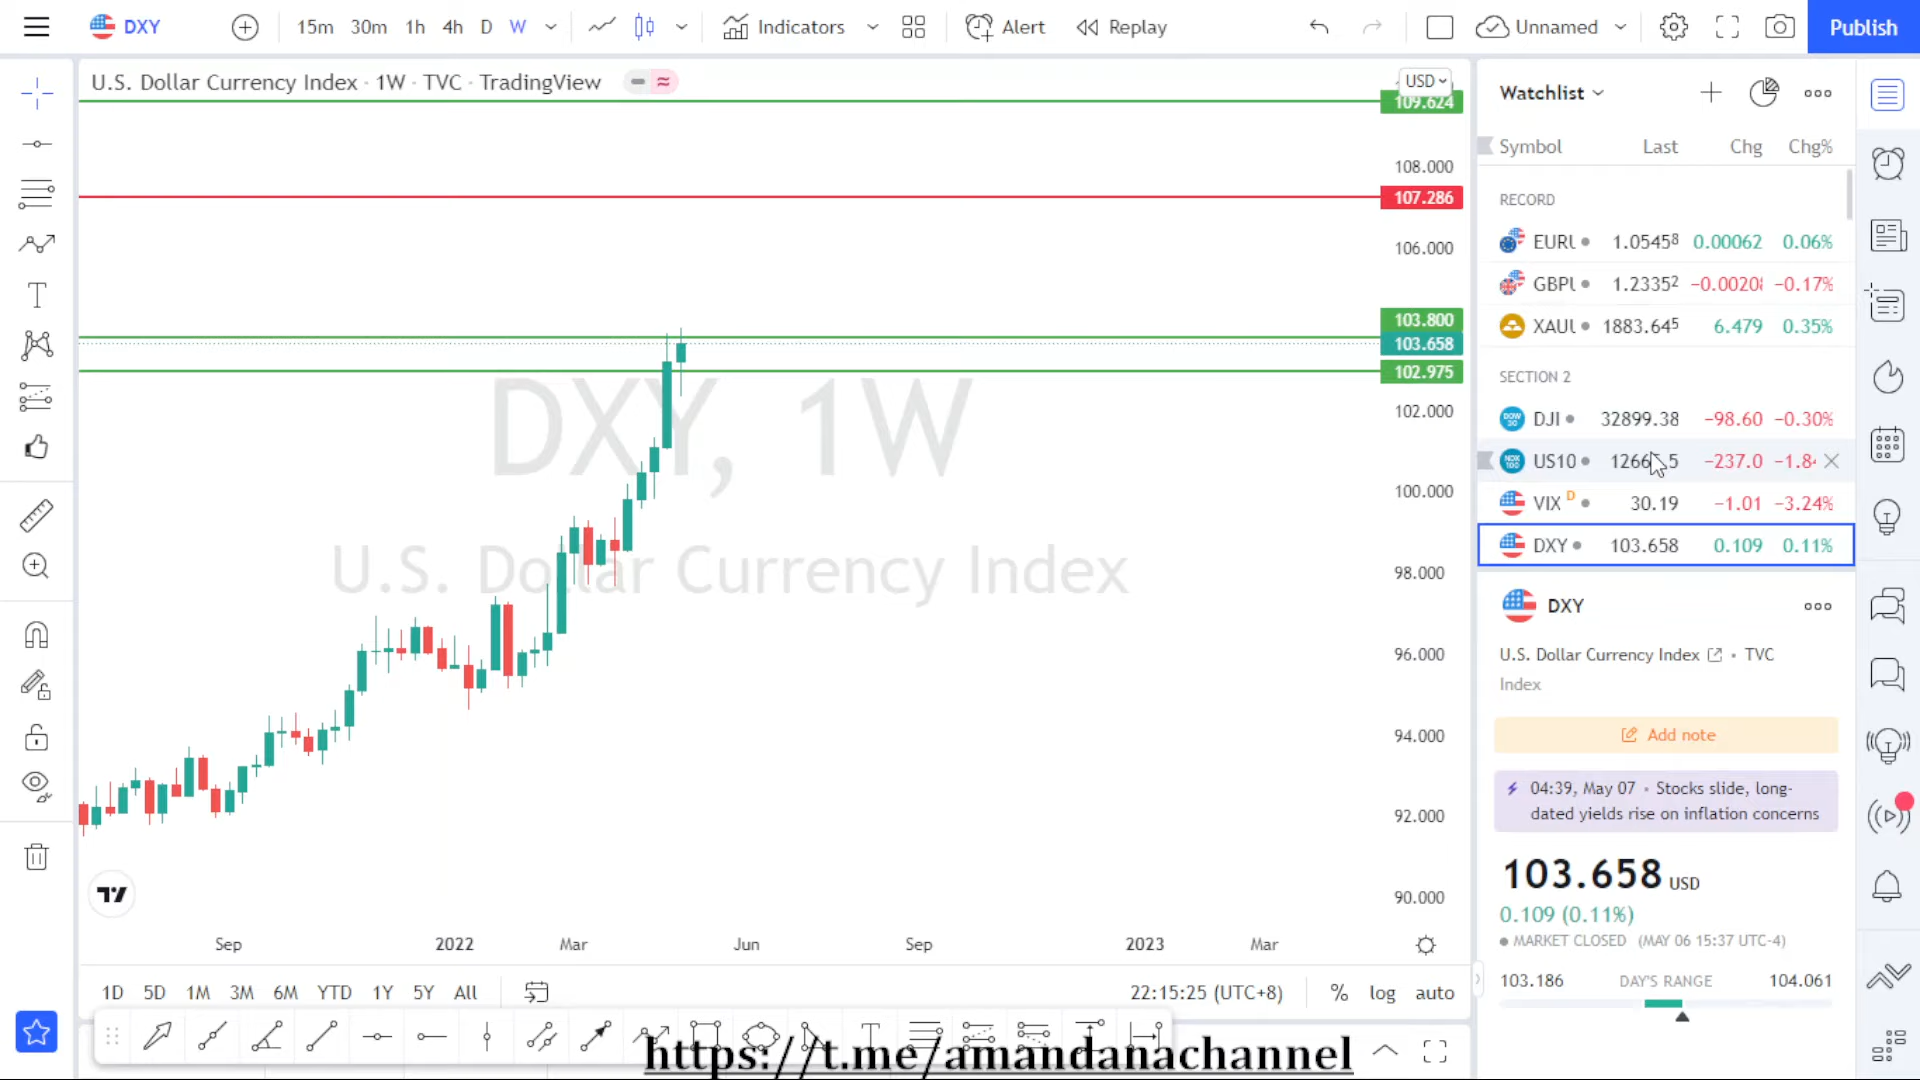 DXY 15m 30m 1h 4h D W Indicators Alert Replay Unnamed Publish
U.S. Dollar Currency Index · 1W · TVC · TradingView
USD
109.624
108.000
107.286
106.000
103.800
103.658
102.975
102.000
100.000
98.000
96.000
94.000
92.000
90.000
DXY, 1W
U.S. Dollar Currency Index
Sep 2022 Mar Jun Sep 2023 Mar
1D 5D 1M 3M 6M YTD 1Y 5Y All 22:15:25 (UTC+8) % log auto
https://t.me/amandanachannel
Watchlist
Symbol Last Chg Chg%
RECORD
EURU 1.05458 0.00062 0.06%
GBPU 1.23352 −0.00208 −0.17%
XAUU 1883.645 6.479 0.35%
SECTION 2
DJI 32899.38 −98.60 −0.30%
US10 −237.0
VIX D 30.19 −1.01 −3.24%
DXY 103.658 0.109 0.11%
DXY
U.S. Dollar Currency Index • TVC
Index
Add note
04:39, May 07 • Stocks slide, long-
dated yields rise on inflation concerns
103.658 USD
0.109 (0.11%)
MARKET CLOSED (MAY 06 15:37 UTC-4)
103.186 DAY'S RANGE 104.061